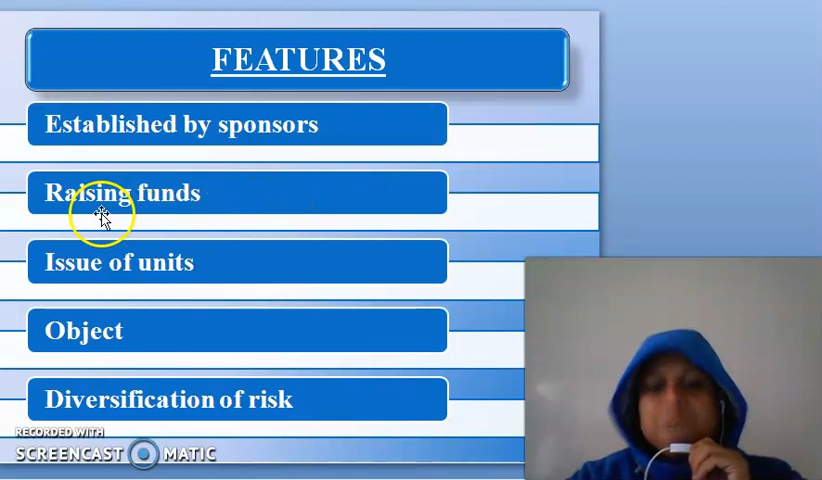 FEATURES
Established by sponsors
Raising funds
Issue of units
Object
Diversification of risk
RECORDED WITH
SCREENCAST MATIC